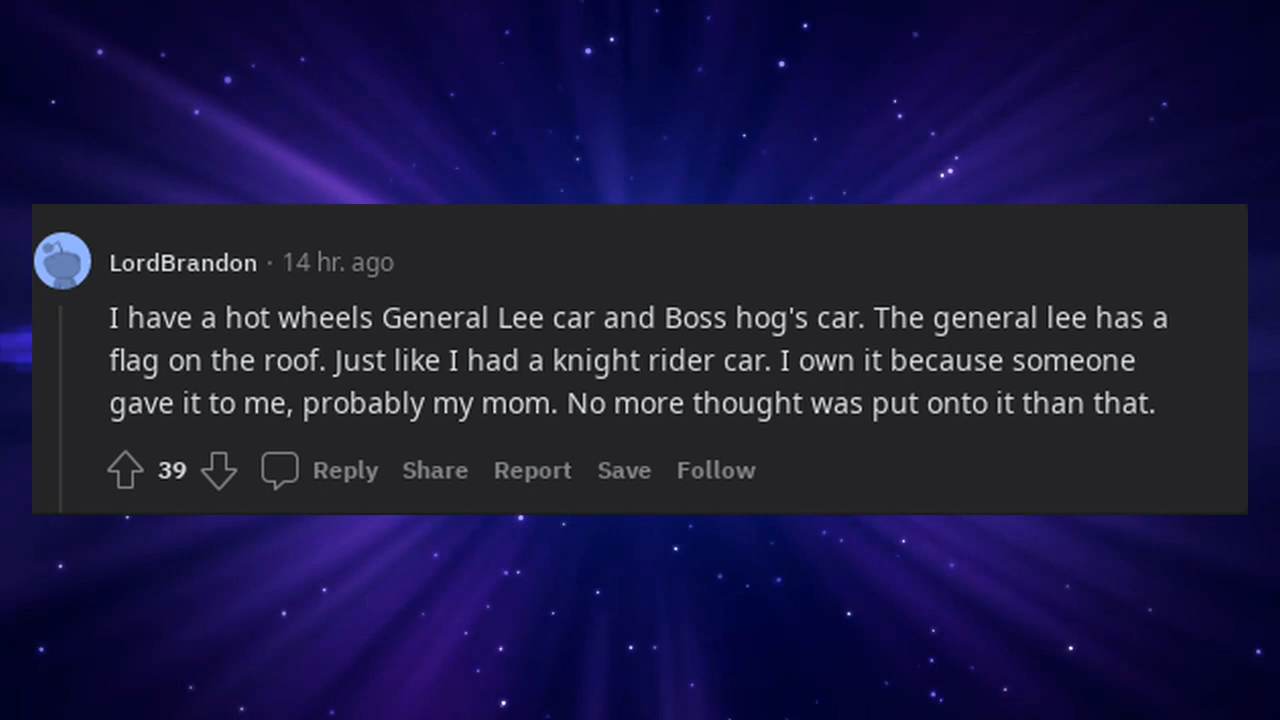 LordBrandon · 14 hr. ago
I have a hot wheels General Lee car and Boss hog's car. The general lee has a
flag on the roof. Just like I had a knight rider car. I own it because someone
gave it to me, probably my mom. No more thought was put onto it than that.
39 Reply Share Report Save Follow